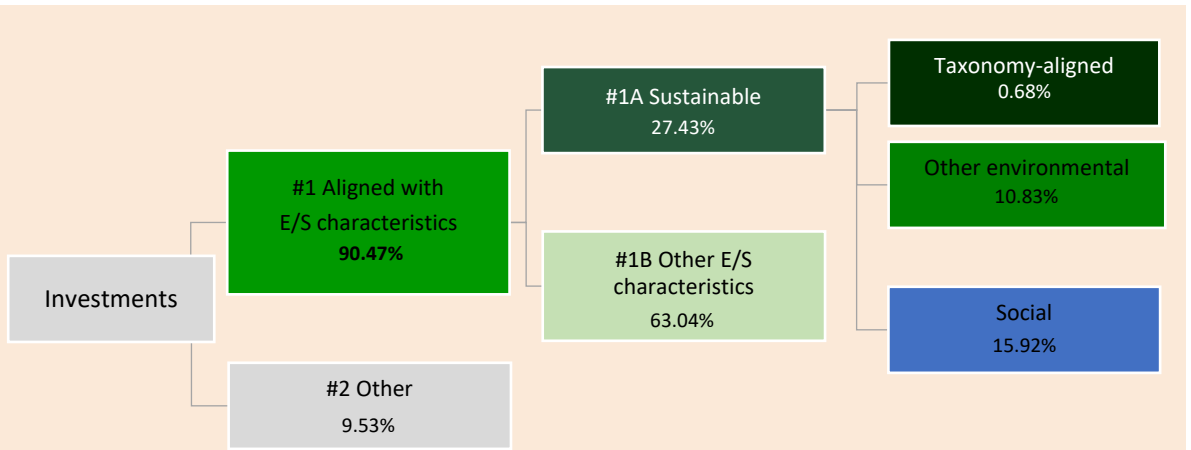 Investments
#1 Aligned with
E/S characteristics
90.47%
#2 Other
9.53%
#1A Sustainable
27.43%
#1B Other E/S
characteristics
63.04%
Taxonomy-aligned
0.68%
Other environmental
10.83%
Social
15.92%